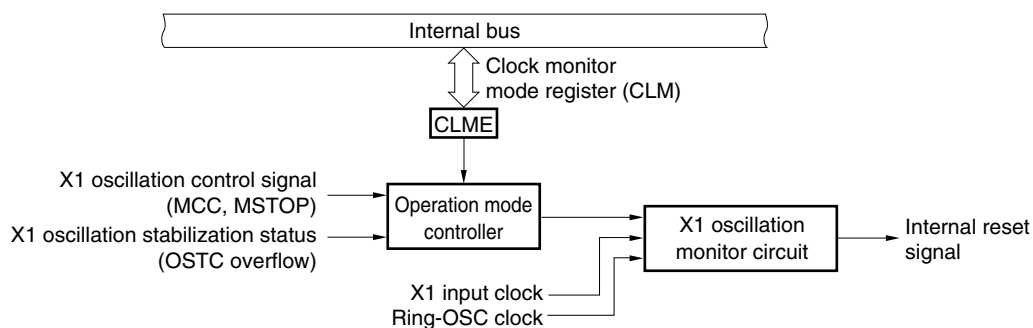 Internal bus
Clock monitor
mode register (CLM)
CLME
X1 oscillation control signal
(MCC, MSTOP)
X1 oscillation stabilization status
(OSTC overflow)
Operation mode
controller
X1 oscillation
monitor circuit
Internal reset
signal
X1 input clock
Ring-OSC clock